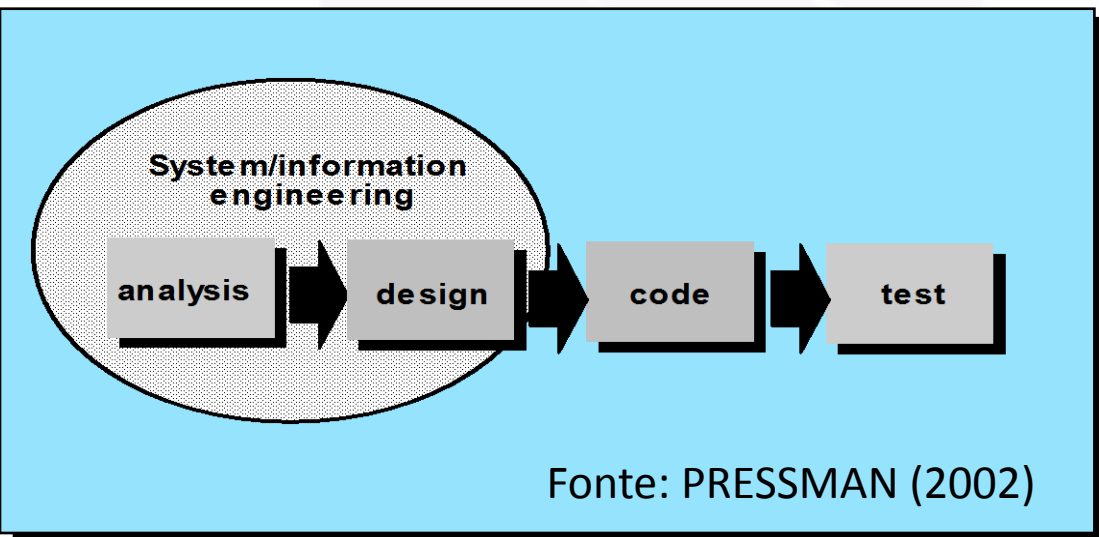 System/information
engineering
analysis
design
code
test
Fonte: PRESSMAN (2002)